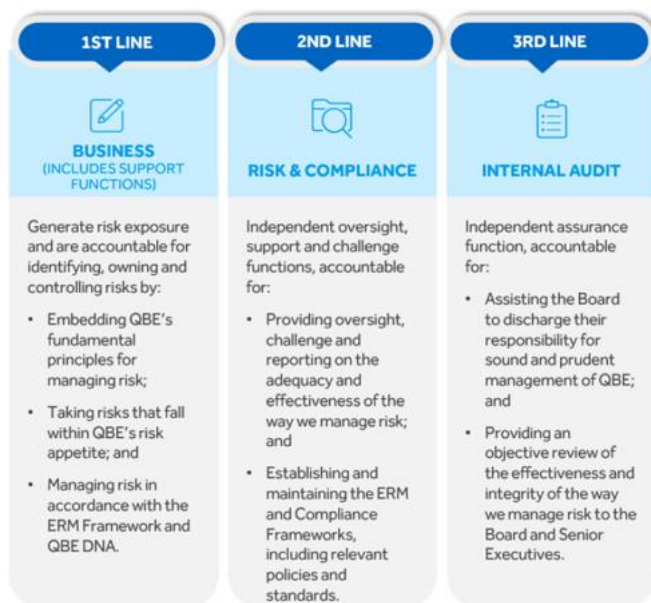 1ST LINE
BUSINESS
(INCLUDES SUPPORT
FUNCTIONS)
Generate risk exposure
and are accountable for
identifying, owning and
controlling risks by:
• Embedding QBE's
fundamental
principles for
managing risk;
• Taking risks that fall
within QBE's risk
appetite; and
• Managing risk in
accordance with the
ERM Framework and
QBE DNA.
2ND LINE
RISK & COMPLIANCE
Independent oversight,
support and challenge
functions, accountable
for:
• Providing oversight,
challenge and
reporting on the
adequacy and
effectiveness of the
way we manage risk;
and
• Establishing and
maintaining the ERM
and Compliance
Frameworks,
including relevant
policies and
standards.
3RD LINE
INTERNAL AUDIT
Independent assurance
function, accountable
for:
• Assisting the Board
to discharge their
responsibility for
sound and prudent
management of QBE;
and
• Providing an
objective review of
the effectiveness and
integrity of the way
we manage risk to the
Board and Senior
Executives.